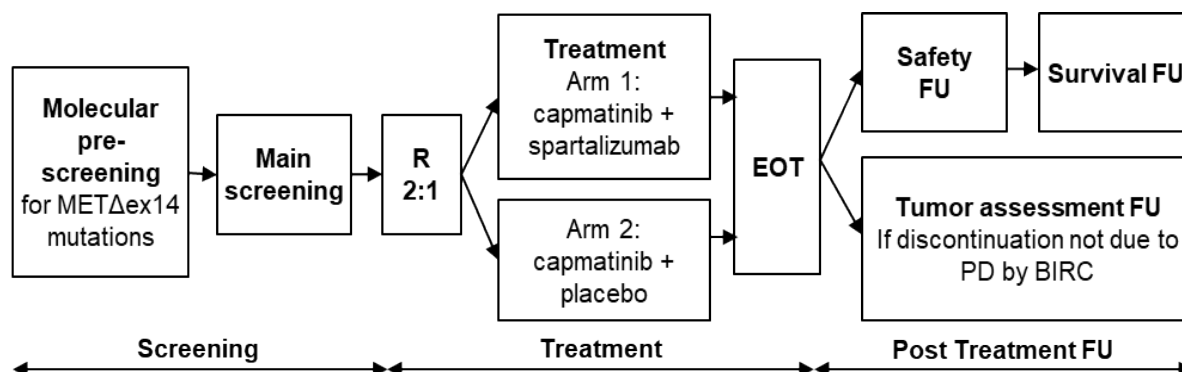 Molecular
pre-
screening
for METΔex14
mutations
Main
screening
R
2:1
Treatment
Arm 1:
capmatinib +
spartalizumab
Arm 2:
capmatinib +
placebo
EOT
Safety
FU
Survival FU
Tumor assessment FU
If discontinuation not due to
PD by BIRC
Screening
Treatment
Post Treatment FU